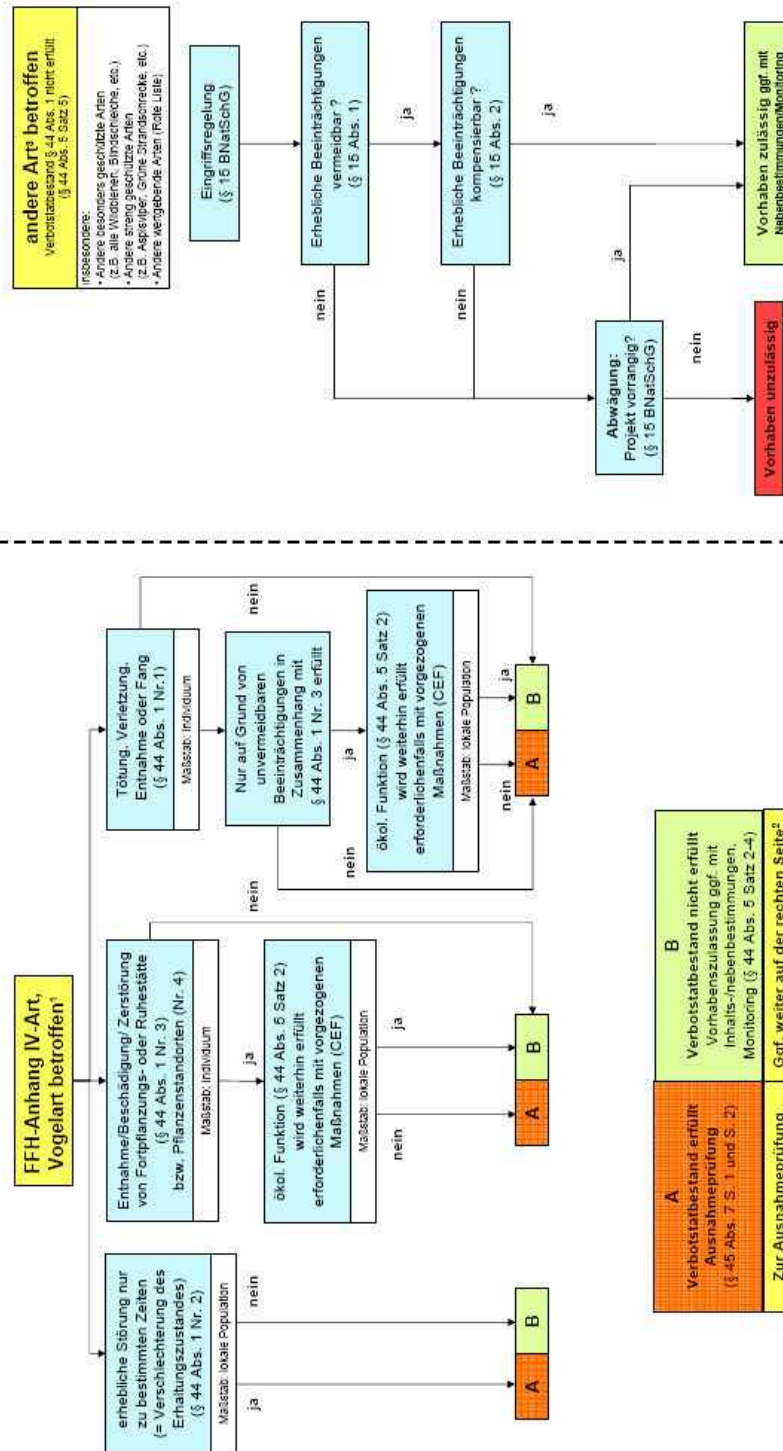 FFH-Anhang IV-Art,
Vogelart betroffen¹
erhebliche Störung nur
zu bestimmten Zeiten
(= Verschlechterung des
Erhaltungszustandes)
(§ 44 Abs. 1 Nr. 2)
Maßstab: lokale Population
ja
nein
A
B
Entnahme/Beschädigung/ Zerstörung
von Fortpflanzungs- oder Ruhestätte
(§ 44 Abs. 1 Nr. 3)
bzw. Pflanzenstandorten (Nr. 4)
Maßstab: Individuum
ja
nein
ökol. Funktion (§ 44 Abs. 5 Satz 2)
wird weiterhin erfüllt
erforderlichenfalls mit vorgezogenen
Maßnahmen (CEF)
Maßstab: lokale Population
nein
ja
A
B
Tötung, Verletzung,
Entnahme oder Fang
(§ 44 Abs. 1 Nr.1)
Maßstab: Individuum
nein
Nur auf Grund von
unvermeidbaren
Beeinträchtigungen in
Zusammenhang mit
§ 44 Abs. 1 Nr. 3 erfüllt
nein
ja
ökol. Funktion (§ 44 Abs. 5 Satz 2)
wird weiterhin erfüllt
erforderlichenfalls mit vorgezogenen
Maßnahmen (CEF)
Maßstab: lokale Population
nein
ja
A
B
A
Verbotstatbestand erfüllt
Ausnahmeprüfung
(§ 45 Abs. 7 S. 1 und S. 2)
Zur Ausnahmeprüfung
B
Verbotstatbestand nicht erfüllt
Vorhabenszulassung ggf. mit
Inhalts-/nebenbestimmungen,
Monitoring (§ 44 Abs. 5 Satz 2-4)
Ggf. weiter auf der rechten Seite²
andere Art³ betroffen
Verbotstatbestand § 44 Abs. 1 nicht erfüllt
(§ 44 Abs. 5 Satz 5)
insbesondere:
• Andere besonders geschützte Arten
(z.B. alle Wildbienen, Blindschleiche, etc.)
• Andere streng geschützte Arten
(z.B. Aspisviper, Grüne Strandschrecke, etc.)
• Andere wertgebende Arten (Rote Liste)
Eingriffsregelung
(§ 15 BNatSchG)
Erhebliche Beeinträchtigungen
vermeidbar ?
(§ 15 Abs. 1)
nein
ja
Erhebliche Beeinträchtigungen
kompensierbar ?
(§ 15 Abs. 2)
nein
ja
Abwägung:
Projekt vorrangig?
(§ 15 BNatSchG)
ja
nein
Vorhaben unzulässig
Vorhaben zulässig ggf. mit
Nebenbestimmungen/Monitoring